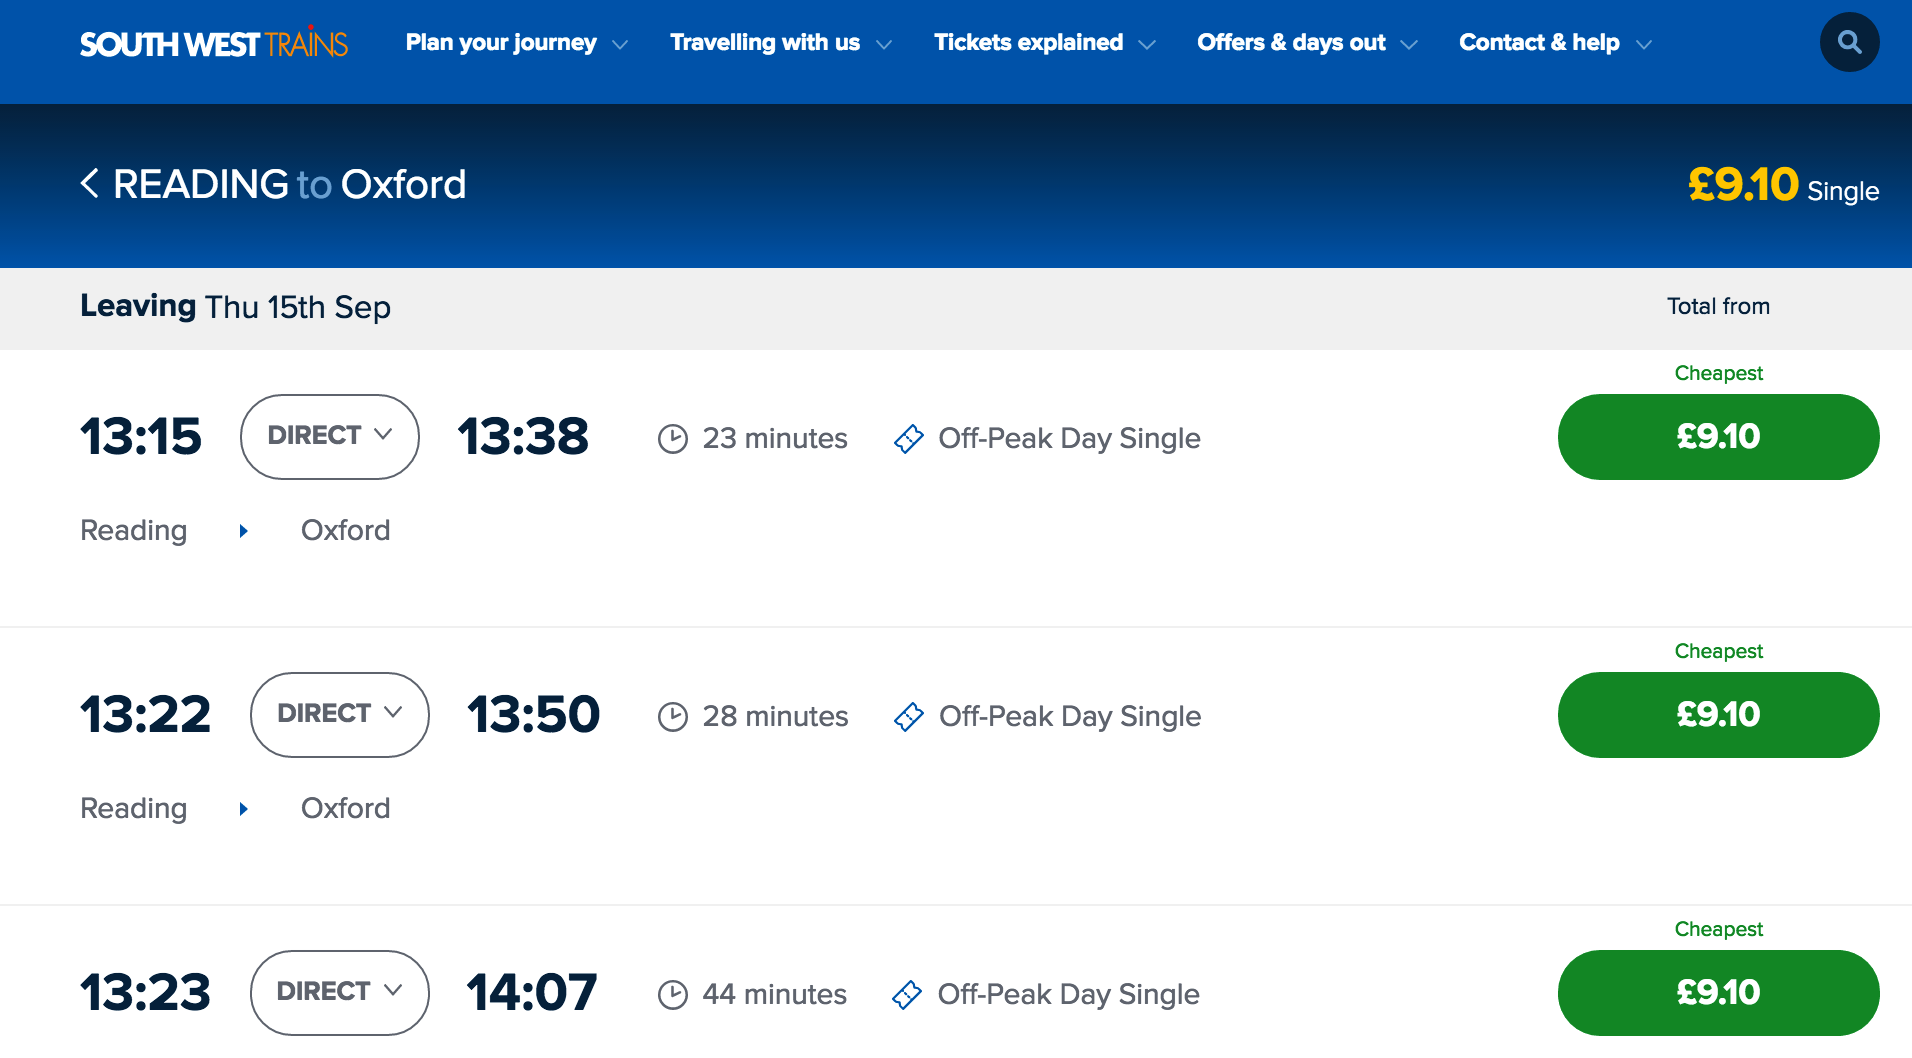 SOUTH WEST TRAINS Plan your journey Travelling with us Tickets explained Offers & days out Contact & help
READING to Oxford £9.10 Single
Leaving Thu 15th Sep Total from
Cheapest
13:15 DIRECT 13:38 23 minutes Off-Peak Day Single £9.10
Reading Oxford
Cheapest
13:22 DIRECT 13:50 28 minutes Off-Peak Day Single £9.10
Reading Oxford
Cheapest
13:23 DIRECT 14:07 44 minutes Off-Peak Day Single £9.10